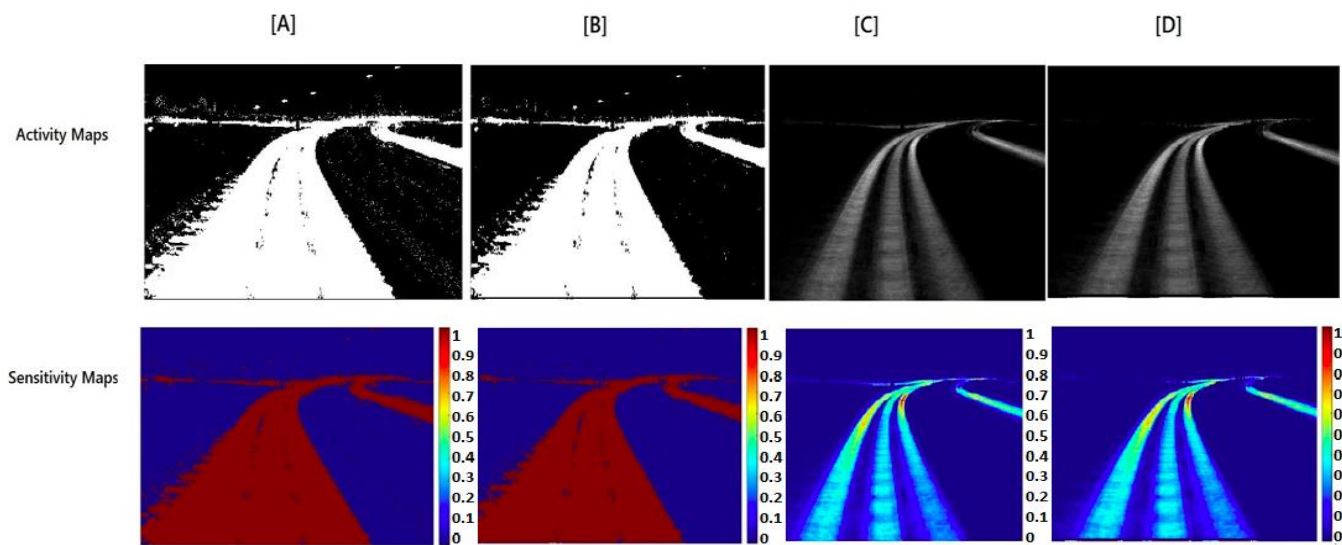 [A] [B] [C] [D]
Activity Maps
Sensitivity Maps
1 1 1 1
0.9 0.9 0.9 0
0.8 0.8 0.8 0
0.7 0.7 0.7 0
0.6 0.6 0.6 0
0.5 0.5 0.5 0
0.4 0.4 0.4 0
0.3 0.3 0.3 0
0.2 0.2 0.2 0
0.1 0.1 0.1 0
0 0 0 0